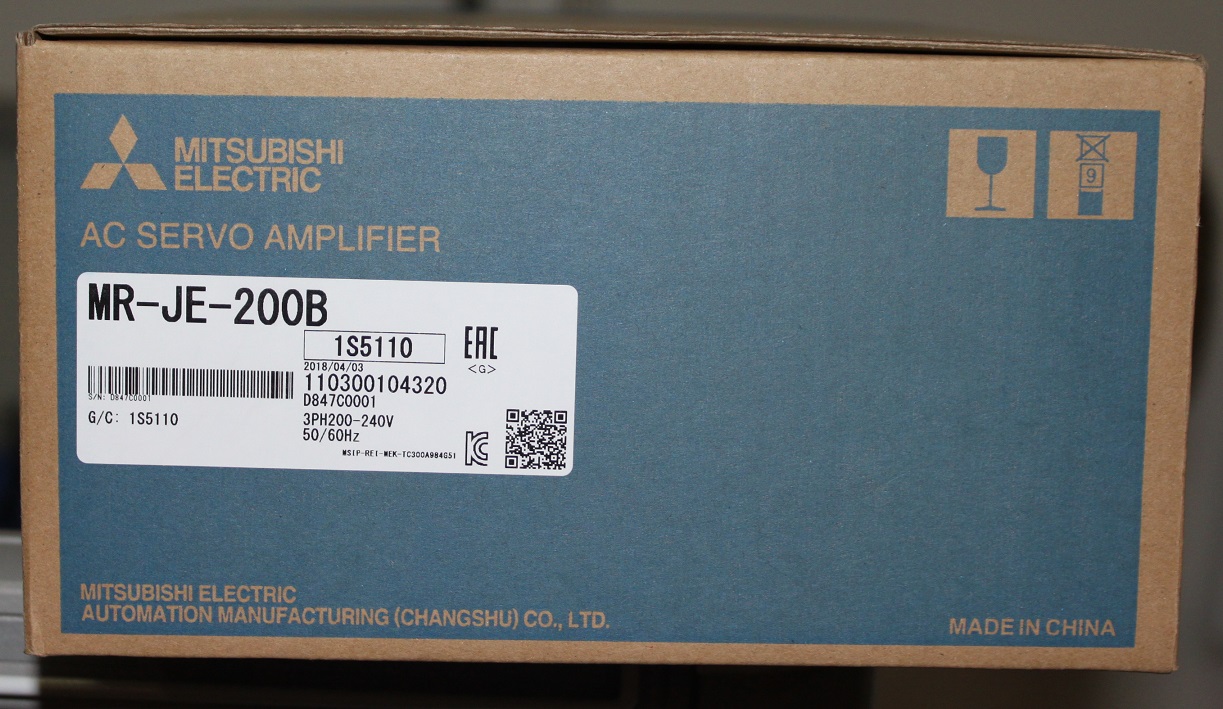 MITSUBISHI
ELECTRIC
AC SERVO AMPLIFIER
9
MR-JE-200B
1S5110
EAC
<G>
2018/04/03
110300104320
S/N: D847C0001
D847C0001
G/C: 1S5110
3PH200-240V
50/60Hz
MSIP-REI-MEK-TC300A984G51
MITSUBISHI ELECTRIC
AUTOMATION MANUFACTURING (CHANGSHU) CO., LTD.
MADE IN CHINA